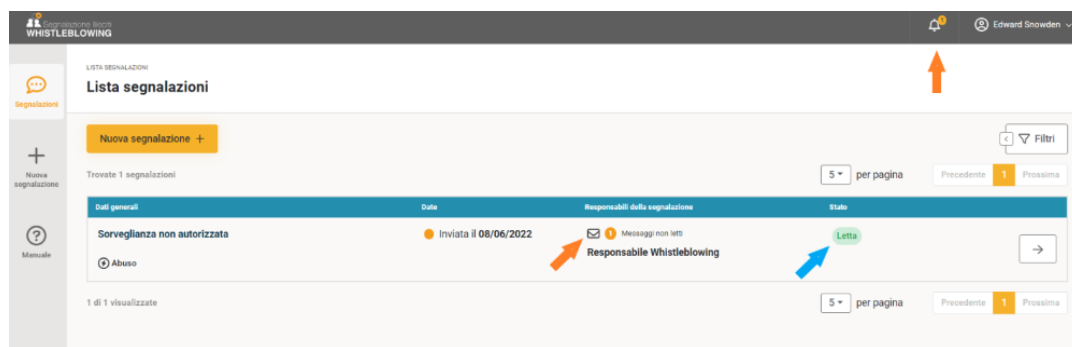 Segnalazione Illeciti
WHISTLEBLOWING
1
Edward Snowden
Segnalazioni
Nuova
segnalazione
Manuale
LISTA SEGNALAZIONI
Lista segnalazioni
Nuova segnalazione +
Filtri
Trovate 1 segnalazioni
5 per pagina
Precedente 1 Prossima
Dati generali Date Responsabili della segnalazione Stato
Sorveglianza non autorizzata Inviata il 08/06/2022 1 Messaggi non letti Letta
Responsabile Whistleblowing
Abuso
1 di 1 visualizzate
5 per pagina
Precedente 1 Prossima